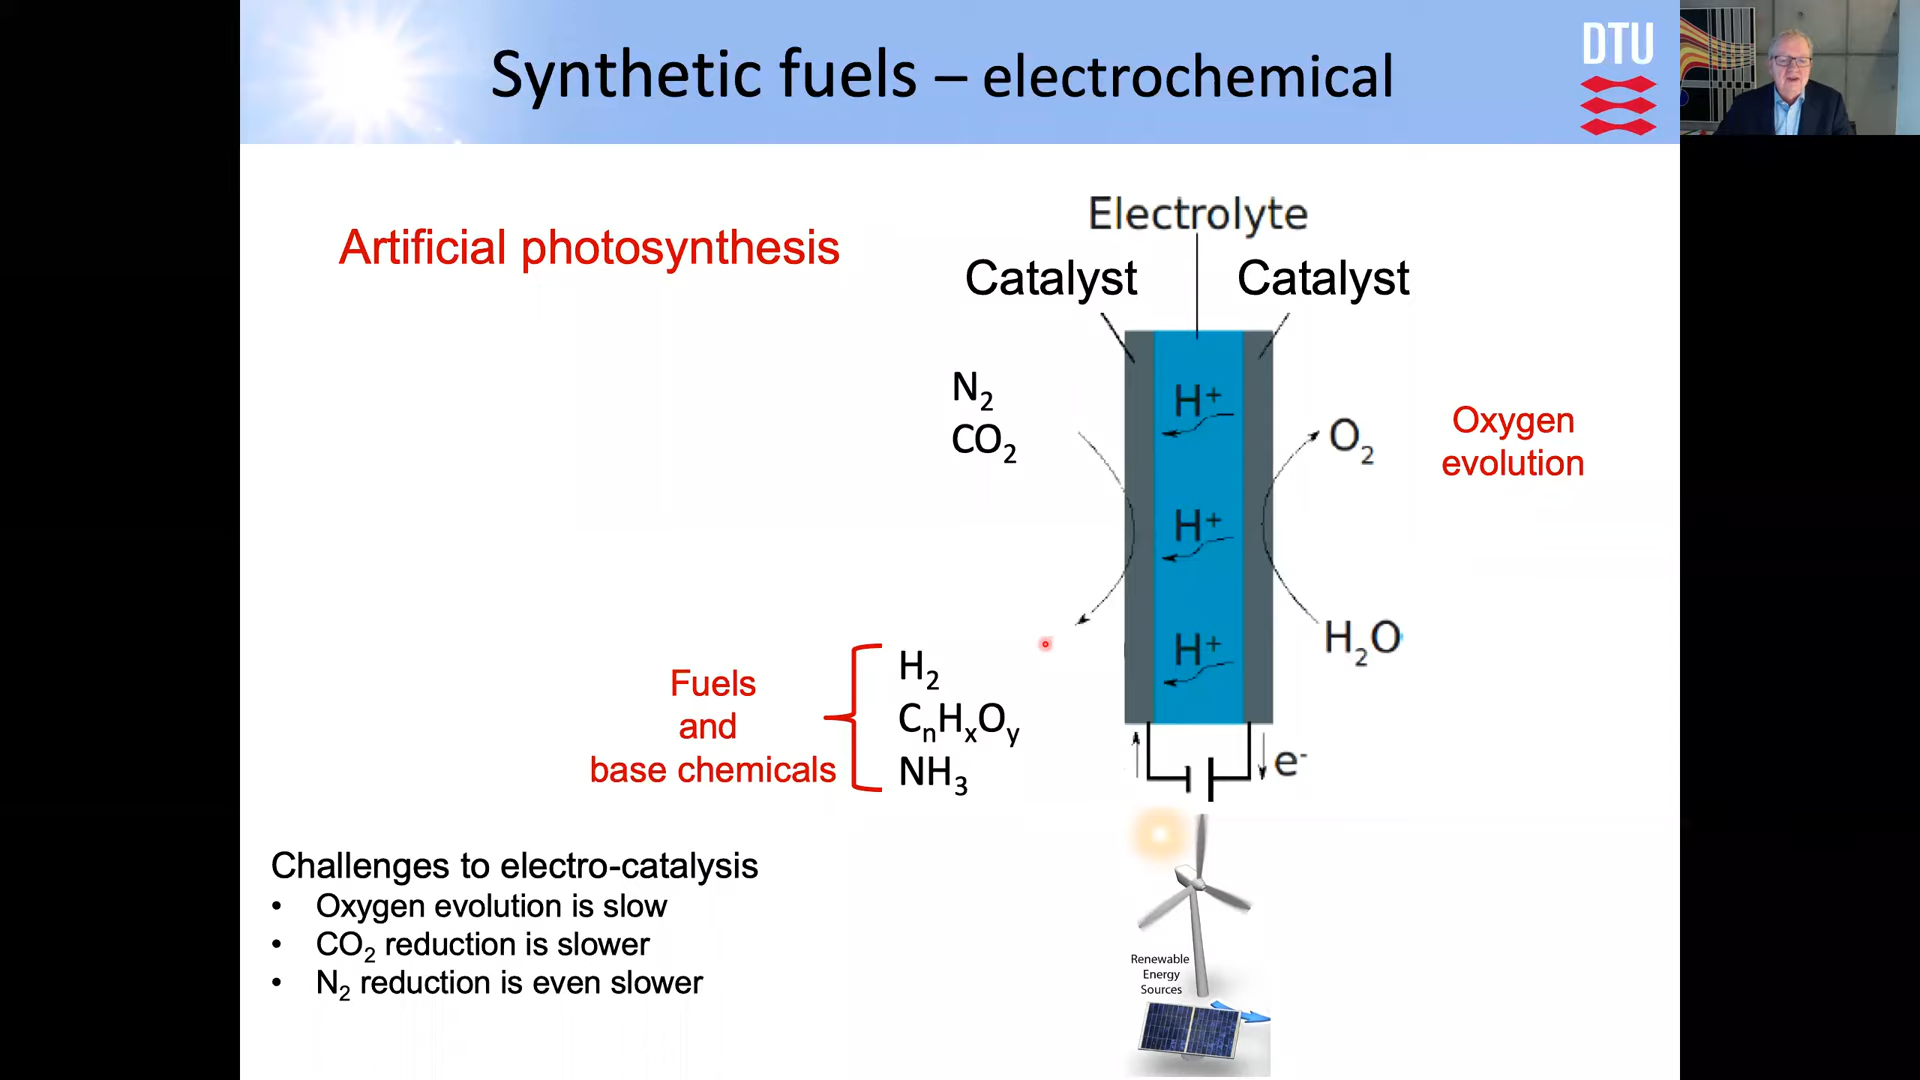 Synthetic fuels – electrochemical
DTU
Artificial photosynthesis
Electrolyte
Catalyst
Catalyst
N₂
CO₂
H⁺
H⁺
H⁺
O₂
H₂O
Oxygen
evolution
Fuels
and
base chemicals
H₂
CₙHₓOy
NH₃
e⁻
Challenges to electro-catalysis
• Oxygen evolution is slow
• CO₂ reduction is slower
• N₂ reduction is even slower
Renewable
Energy
Sources